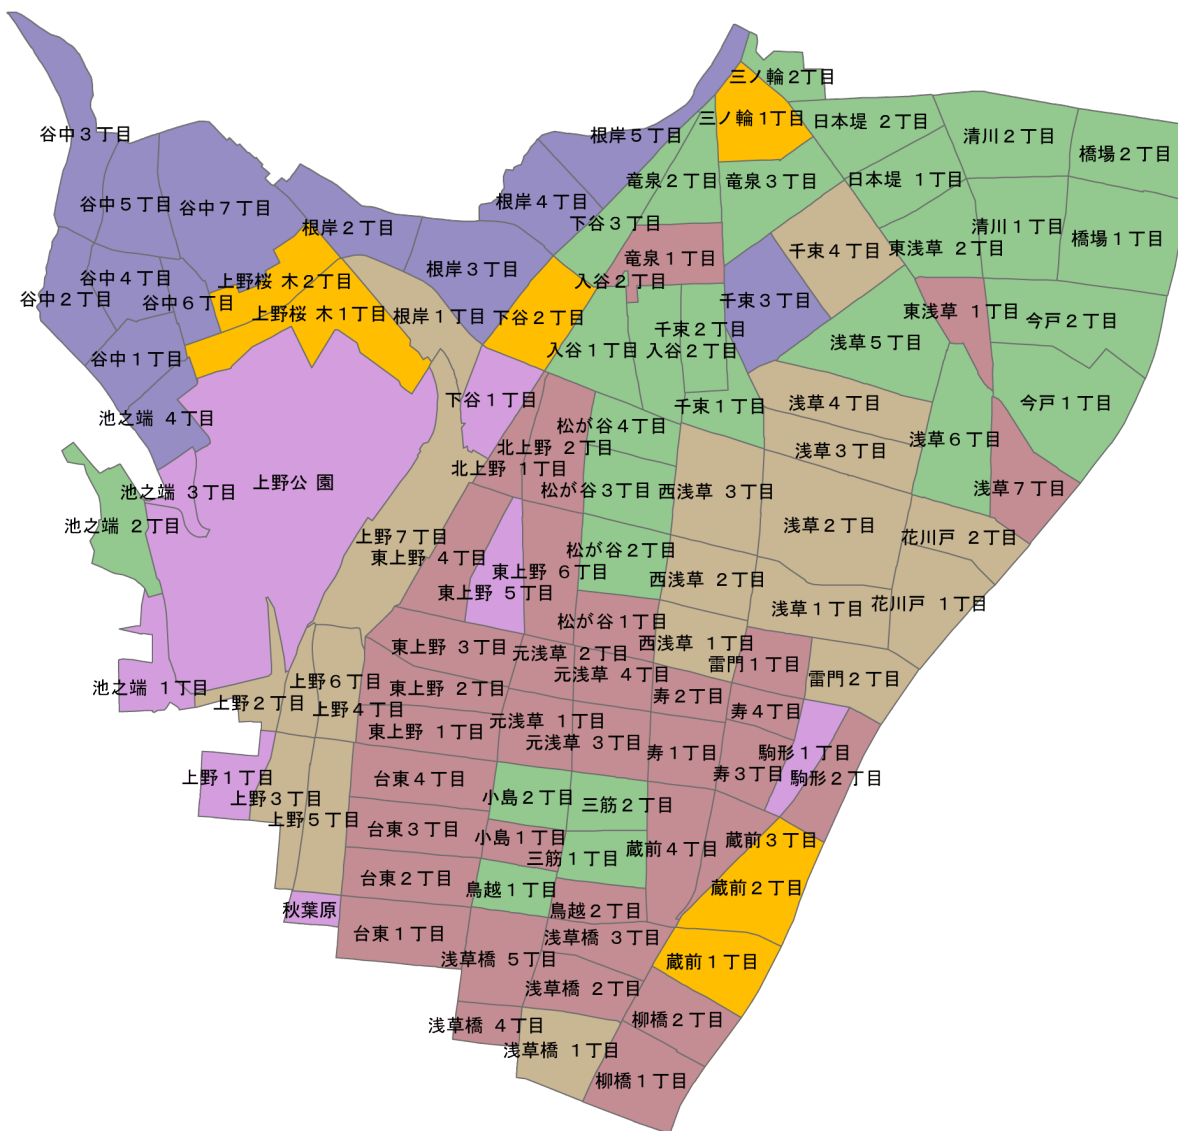 三ノ輪２丁目
三ノ輪１丁目
日本堤 ２丁目
谷中３丁目
根岸５丁目
清川２丁目
橋場２丁目
竜泉２丁目
竜泉３丁目
日本堤 １丁目
谷中５丁目
谷中７丁目
根岸４丁目
根岸２丁目
下谷３丁目
清川１丁目
橋場１丁目
千束４丁目
東浅草 ２丁目
竜泉１丁目
根岸３丁目
谷中４丁目
上野桜 木２丁目
入谷２丁目
谷中２丁目
谷中６丁目
千束３丁目
上野桜 木１丁目
根岸１丁目
下谷２丁目
東浅草 １丁目
今戸２丁目
千束２丁目
浅草５丁目
谷中１丁目
入谷１丁目
入谷２丁目
下谷１丁目
千束１丁目
浅草４丁目
今戸１丁目
池之端 ４丁目
松が谷４丁目
浅草６丁目
北上野 ２丁目
浅草３丁目
北上野 １丁目
上野公 園
池之端 ３丁目
松が谷３丁目
西浅草 ３丁目
浅草７丁目
池之端 ２丁目
浅草２丁目
上野７丁目
花川戸 ２丁目
東上野 ４丁目
松が谷２丁目
東上野 ６丁目
西浅草 ２丁目
東上野 ５丁目
浅草１丁目
花川戸 １丁目
松が谷１丁目
東上野 ３丁目
元浅草 ２丁目
西浅草 １丁目
雷門１丁目
元浅草 ４丁目
雷門２丁目
池之端 １丁目
上野６丁目
東上野 ２丁目
寿２丁目
上野２丁目
上野４丁目
寿４丁目
東上野 １丁目
元浅草 １丁目
元浅草 ３丁目
寿１丁目
駒形１丁目
上野１丁目
台東４丁目
寿３丁目
駒形２丁目
上野３丁目
小島２丁目
三筋２丁目
上野５丁目
台東３丁目
小島１丁目
蔵前４丁目
蔵前３丁目
三筋１丁目
台東２丁目
鳥越１丁目
蔵前２丁目
秋葉原
鳥越２丁目
台東１丁目
浅草橋 ３丁目
浅草橋 ５丁目
蔵前１丁目
浅草橋 ２丁目
浅草橋 ４丁目
柳橋２丁目
浅草橋 １丁目
柳橋１丁目